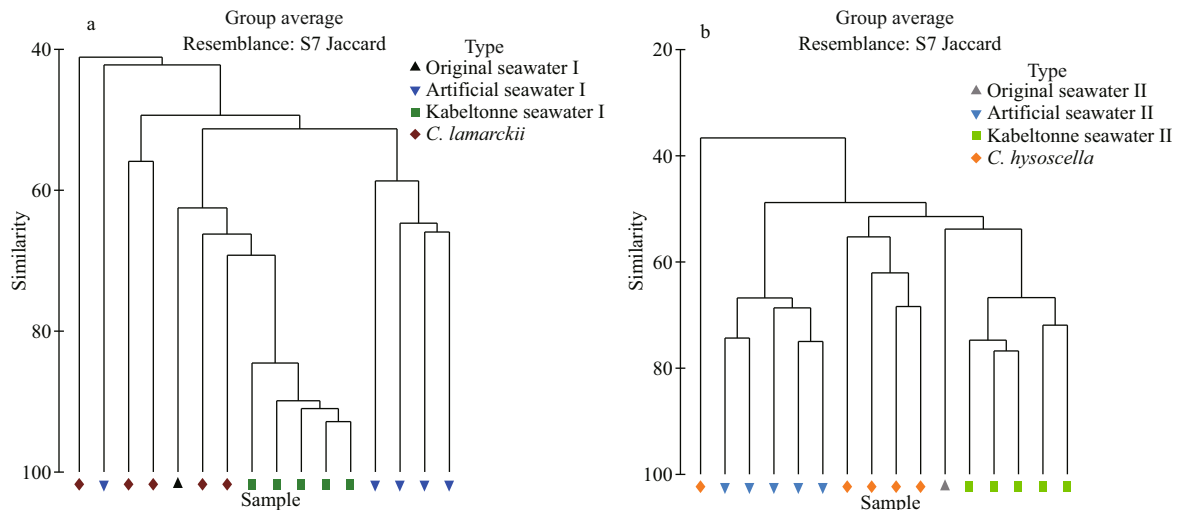 a
Group average
Resemblance: S7 Jaccard
Type
Original seawater I
Artificial seawater I
Kabeltonne seawater I
C. lamarckii
Similarity
40
60
80
100
Sample
b
Group average
Resemblance: S7 Jaccard
Type
Original seawater II
Artificial seawater II
Kabeltonne seawater II
C. hysoscella
Similarity
20
40
60
80
100
Sample